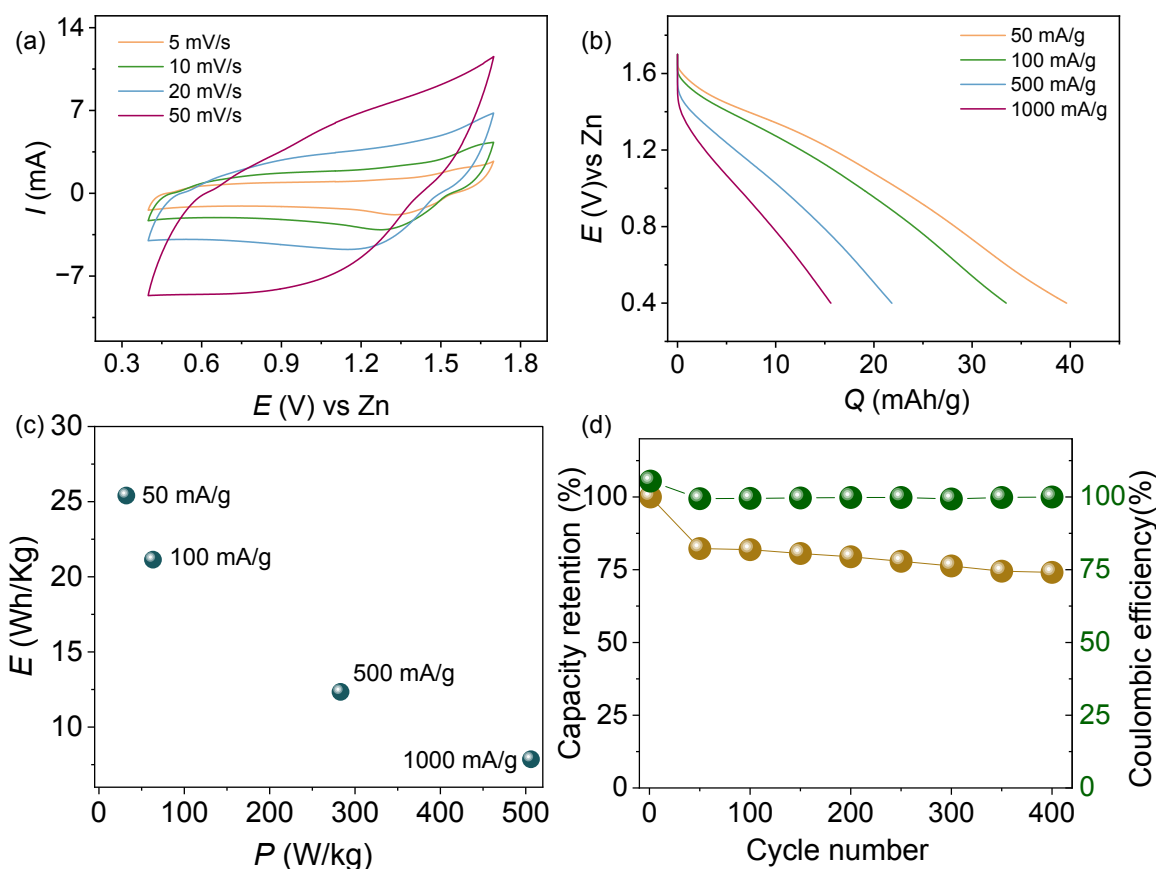 (a)
14
7
0
−7
I (mA)
5 mV/s
10 mV/s
20 mV/s
50 mV/s
0.3 0.6 0.9 1.2 1.5 1.8
E (V) vs Zn
(b)
1.6
1.2
0.8
0.4
E (V)vs Zn
50 mA/g
100 mA/g
500 mA/g
1000 mA/g
0 10 20 30 40
Q (mAh/g)
(c)
30
25
20
15
10
E (Wh/Kg)
50 mA/g
100 mA/g
500 mA/g
1000 mA/g
0 100 200 300 400 500
P (W/kg)
(d)
100
75
50
25
0
Capacity retention (%)
100
75
50
25
0
Coulombic efficiency(%)
0 100 200 300 400
Cycle number